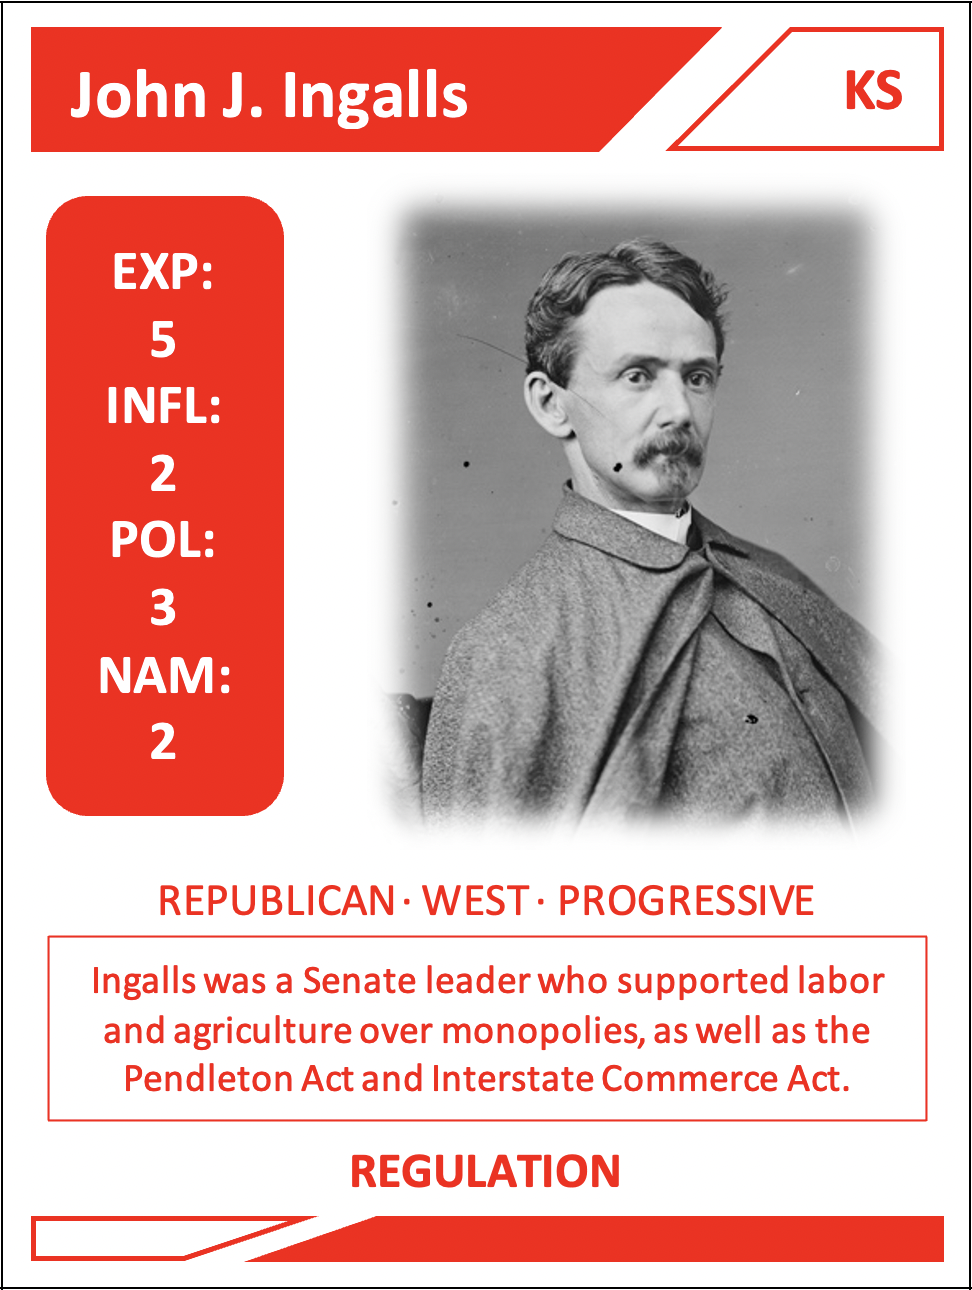 John J. Ingalls
KS
EXP:
5
INFL:
2
POL:
3
NAM:
2
REPUBLICAN · WEST · PROGRESSIVE
Ingalls was a Senate leader who supported labor
and agriculture over monopolies, as well as the
Pendleton Act and Interstate Commerce Act.
REGULATION